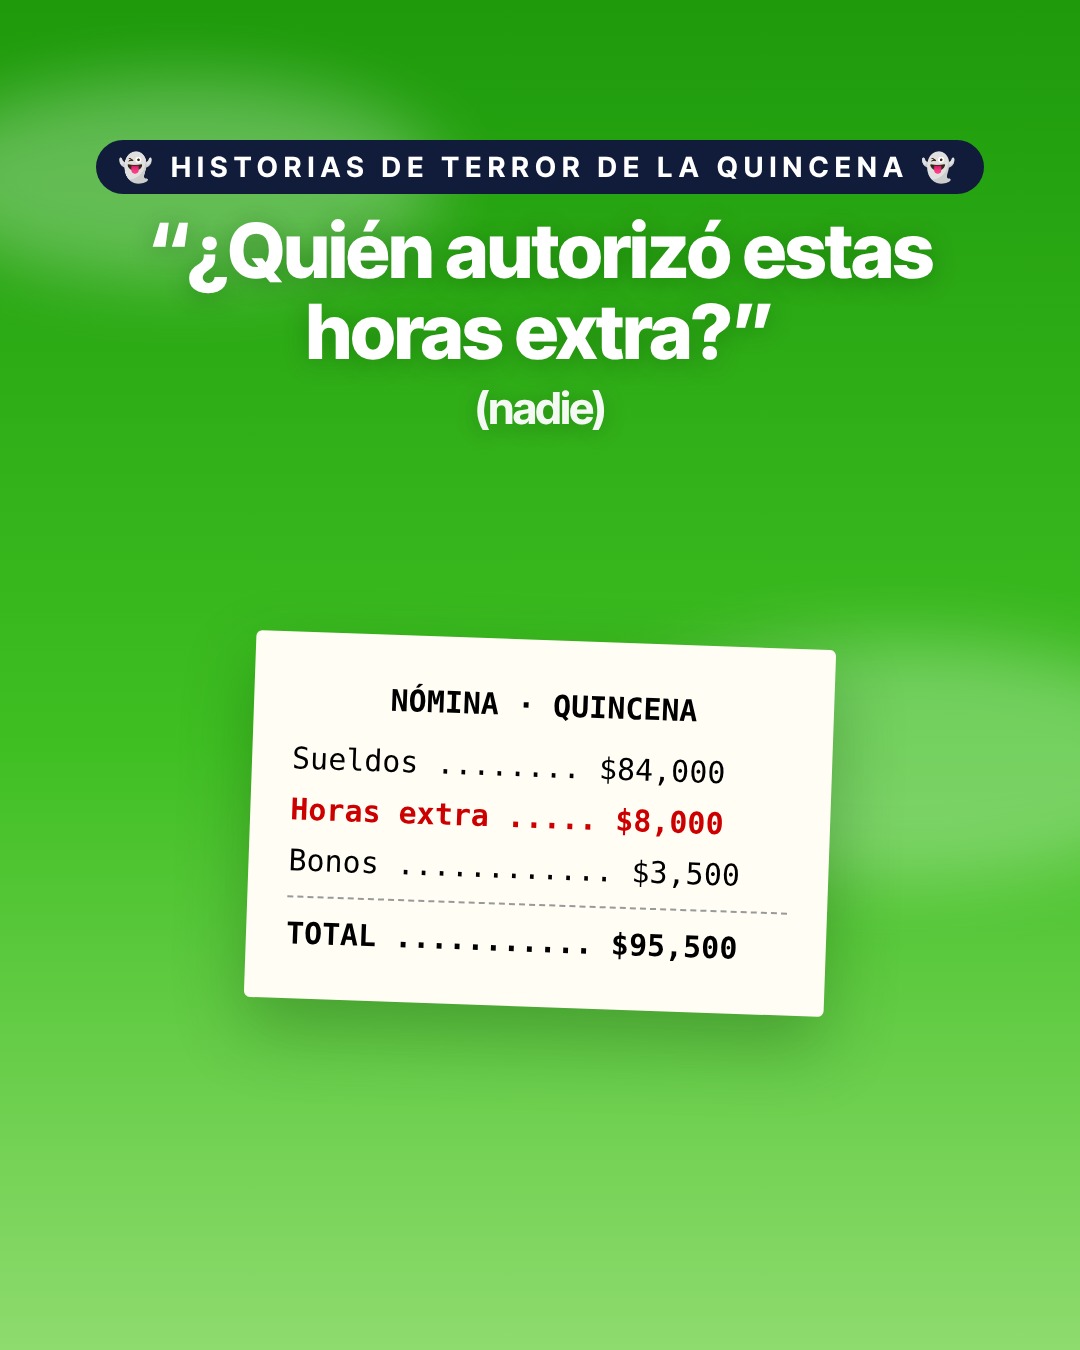 👻 HISTORIAS DE TERROR DE LA QUINCENA 👻
“¿Quién autorizó estas
horas extra?”
(nadie)
NÓMINA · QUINCENA
Sueldos ........ $84,000
Horas extra ..... $8,000
Bonos ............ $3,500
TOTAL ........... $95,500